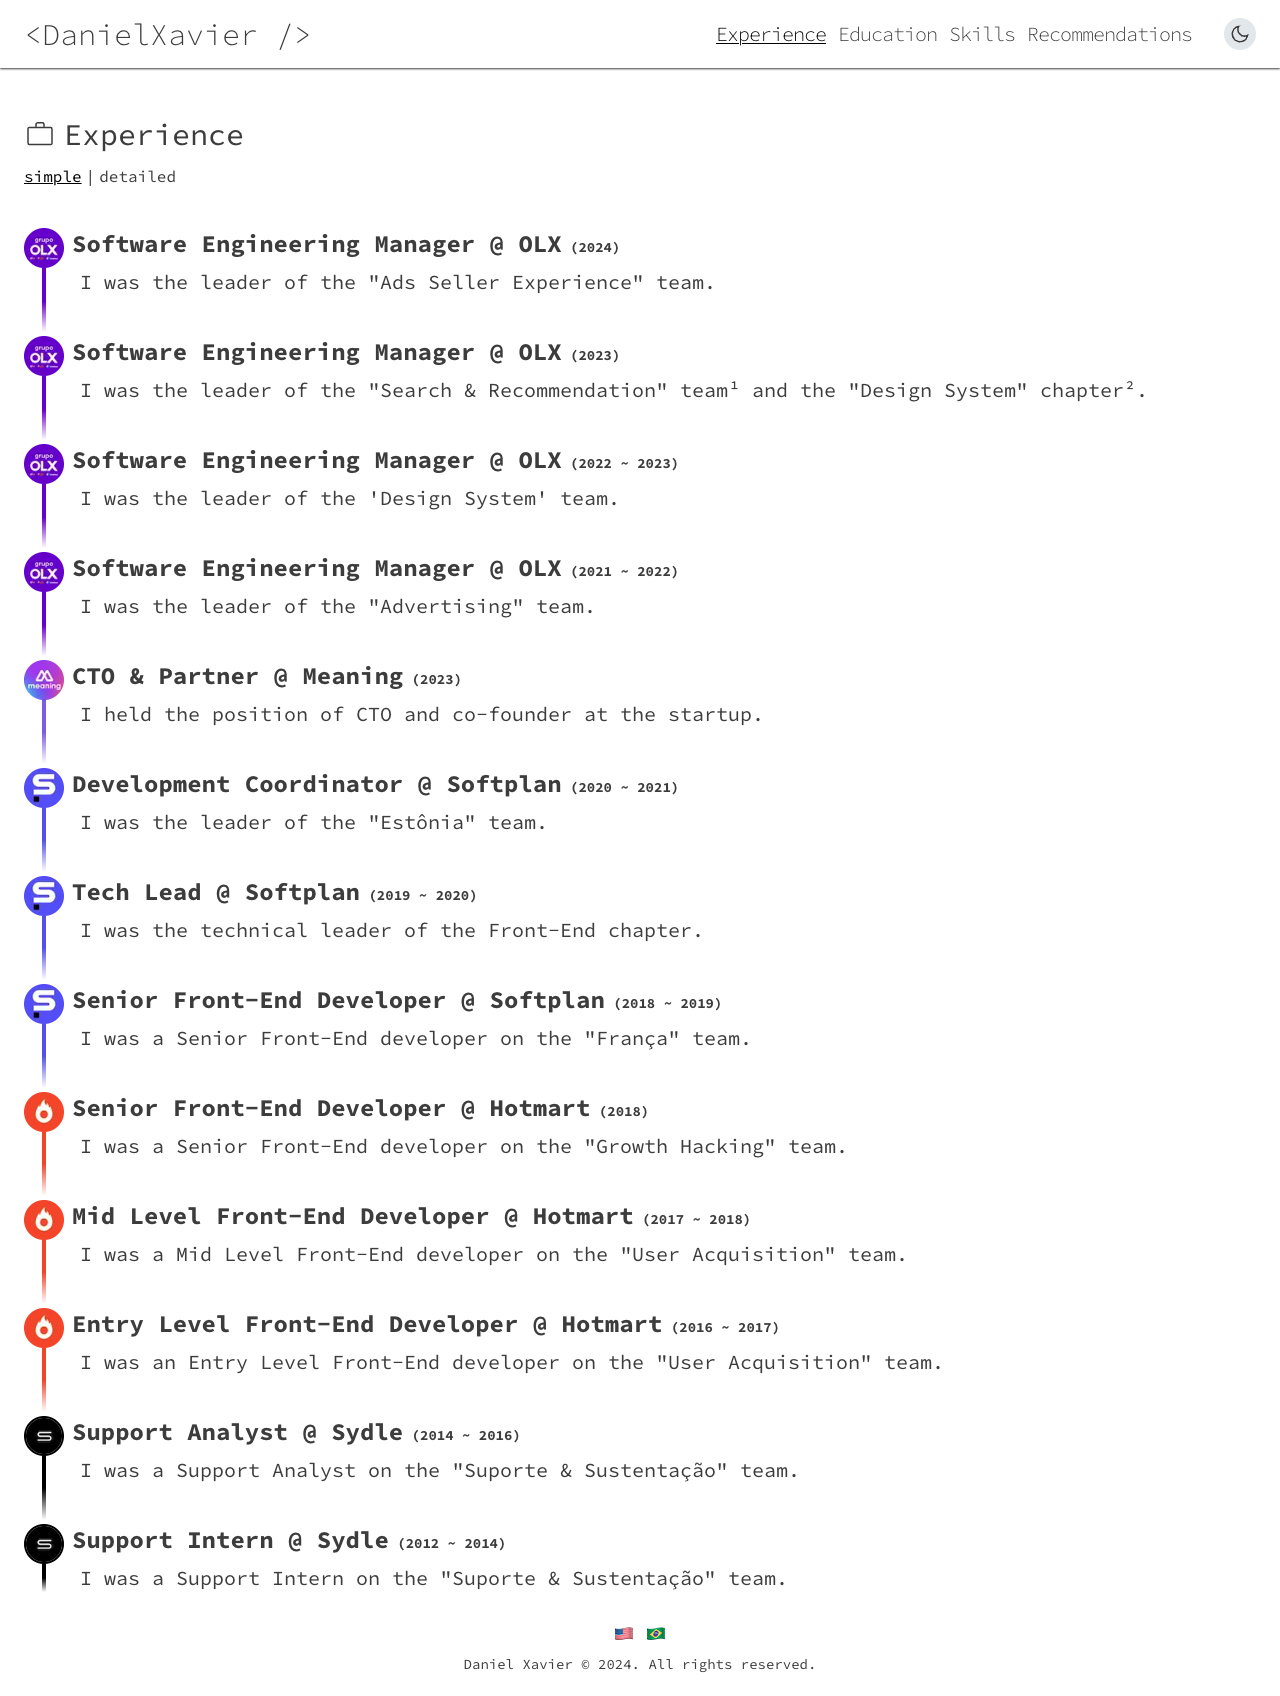 <DanielXavier />
Experience Education Skills Recommendations
Experience
simple | detailed
grupo OLX
Software Engineering Manager @ OLX (2024)
I was the leader of the "Ads Seller Experience" team.
grupo OLX
Software Engineering Manager @ OLX (2023)
I was the leader of the "Search & Recommendation" team¹ and the "Design System" chapter².
grupo OLX
Software Engineering Manager @ OLX (2022 ~ 2023)
I was the leader of the 'Design System' team.
grupo OLX
Software Engineering Manager @ OLX (2021 ~ 2022)
I was the leader of the "Advertising" team.
meaning
CTO & Partner @ Meaning (2023)
I held the position of CTO and co-founder at the startup.
Development Coordinator @ Softplan (2020 ~ 2021)
I was the leader of the "Estônia" team.
Tech Lead @ Softplan (2019 ~ 2020)
I was the technical leader of the Front-End chapter.
Senior Front-End Developer @ Softplan (2018 ~ 2019)
I was a Senior Front-End developer on the "França" team.
Senior Front-End Developer @ Hotmart (2018)
I was a Senior Front-End developer on the "Growth Hacking" team.
Mid Level Front-End Developer @ Hotmart (2017 ~ 2018)
I was a Mid Level Front-End developer on the "User Acquisition" team.
Entry Level Front-End Developer @ Hotmart (2016 ~ 2017)
I was an Entry Level Front-End developer on the "User Acquisition" team.
Support Analyst @ Sydle (2014 ~ 2016)
I was a Support Analyst on the "Suporte & Sustentação" team.
Support Intern @ Sydle (2012 ~ 2014)
I was a Support Intern on the "Suporte & Sustentação" team.
Daniel Xavier © 2024. All rights reserved.